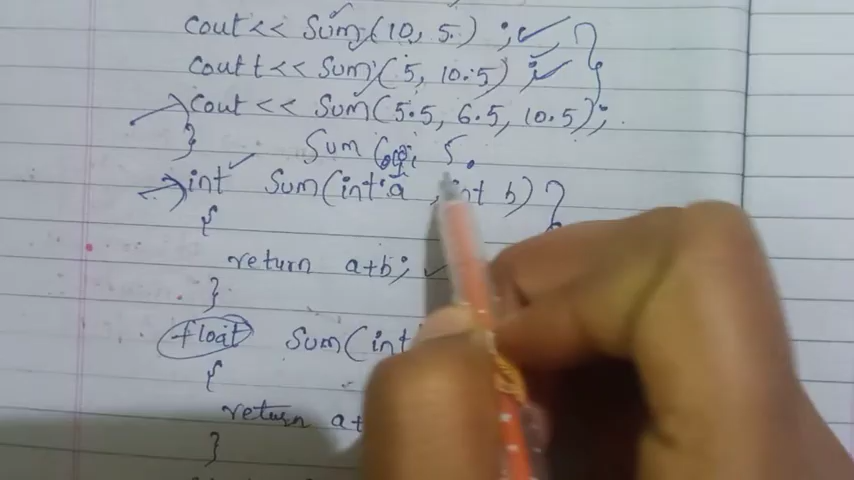 cout<< Sum(10, 5) ;
cout t<< Sum(5, 10.5) ;
cout << Sum(5.5, 6.5, 10.5);
}
Sum ( 5.
int Sum(int a , int b)
{
return a+b;
}
float Sum(int
{
return a+
}